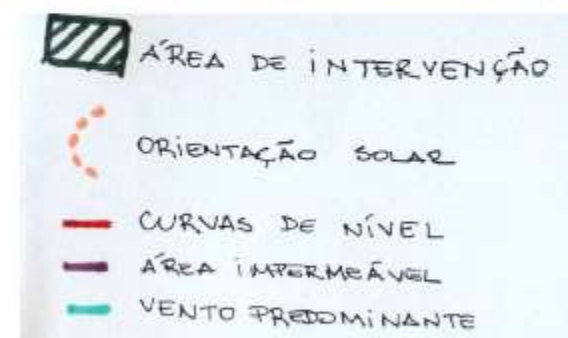 ÁREA DE INTERVENÇÃO
ORIENTAÇÃO SOLAR
CURVAS DE NÍVEL
ÁREA IMPERMEÁVEL
VENTO PREDOMINANTE